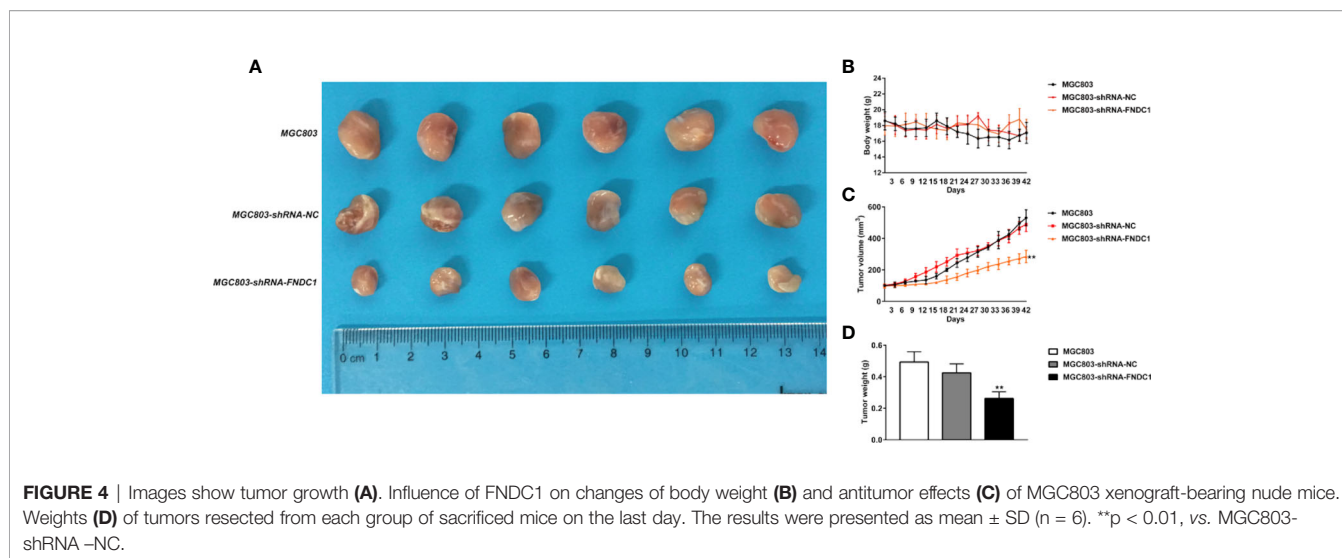 A
MGC803
MGC803-shRNA-NC
MGC803-shRNA-FNDC1
0 cm 1 2 3 4 5 6 7 8 9 10 11 12 13 14
B
Body weight (g)
24
22
20
18
16
14
12
3 6 9 12 15 18 21 24 27 30 33 36 39 42
Days
MGC803
MGC803-shRNA-NC
MGC803-shRNA-FNDC1
C
Tumor volume (mm³)
600
400
200
0
3 6 9 12 15 18 21 24 27 30 33 36 39 42
Days
**
MGC803
MGC803-shRNA-NC
MGC803-shRNA-FNDC1
D
Tumor weight (g)
0.6
0.4
0.2
0.0
**
MGC803
MGC803-shRNA-NC
MGC803-shRNA-FNDC1
FIGURE 4 | Images show tumor growth (A). Influence of FNDC1 on changes of body weight (B) and antitumor effects (C) of MGC803 xenograft-bearing nude mice.
Weights (D) of tumors resected from each group of sacrificed mice on the last day. The results were presented as mean ± SD (n = 6). **p < 0.01, vs. MGC803-
shRNA –NC.